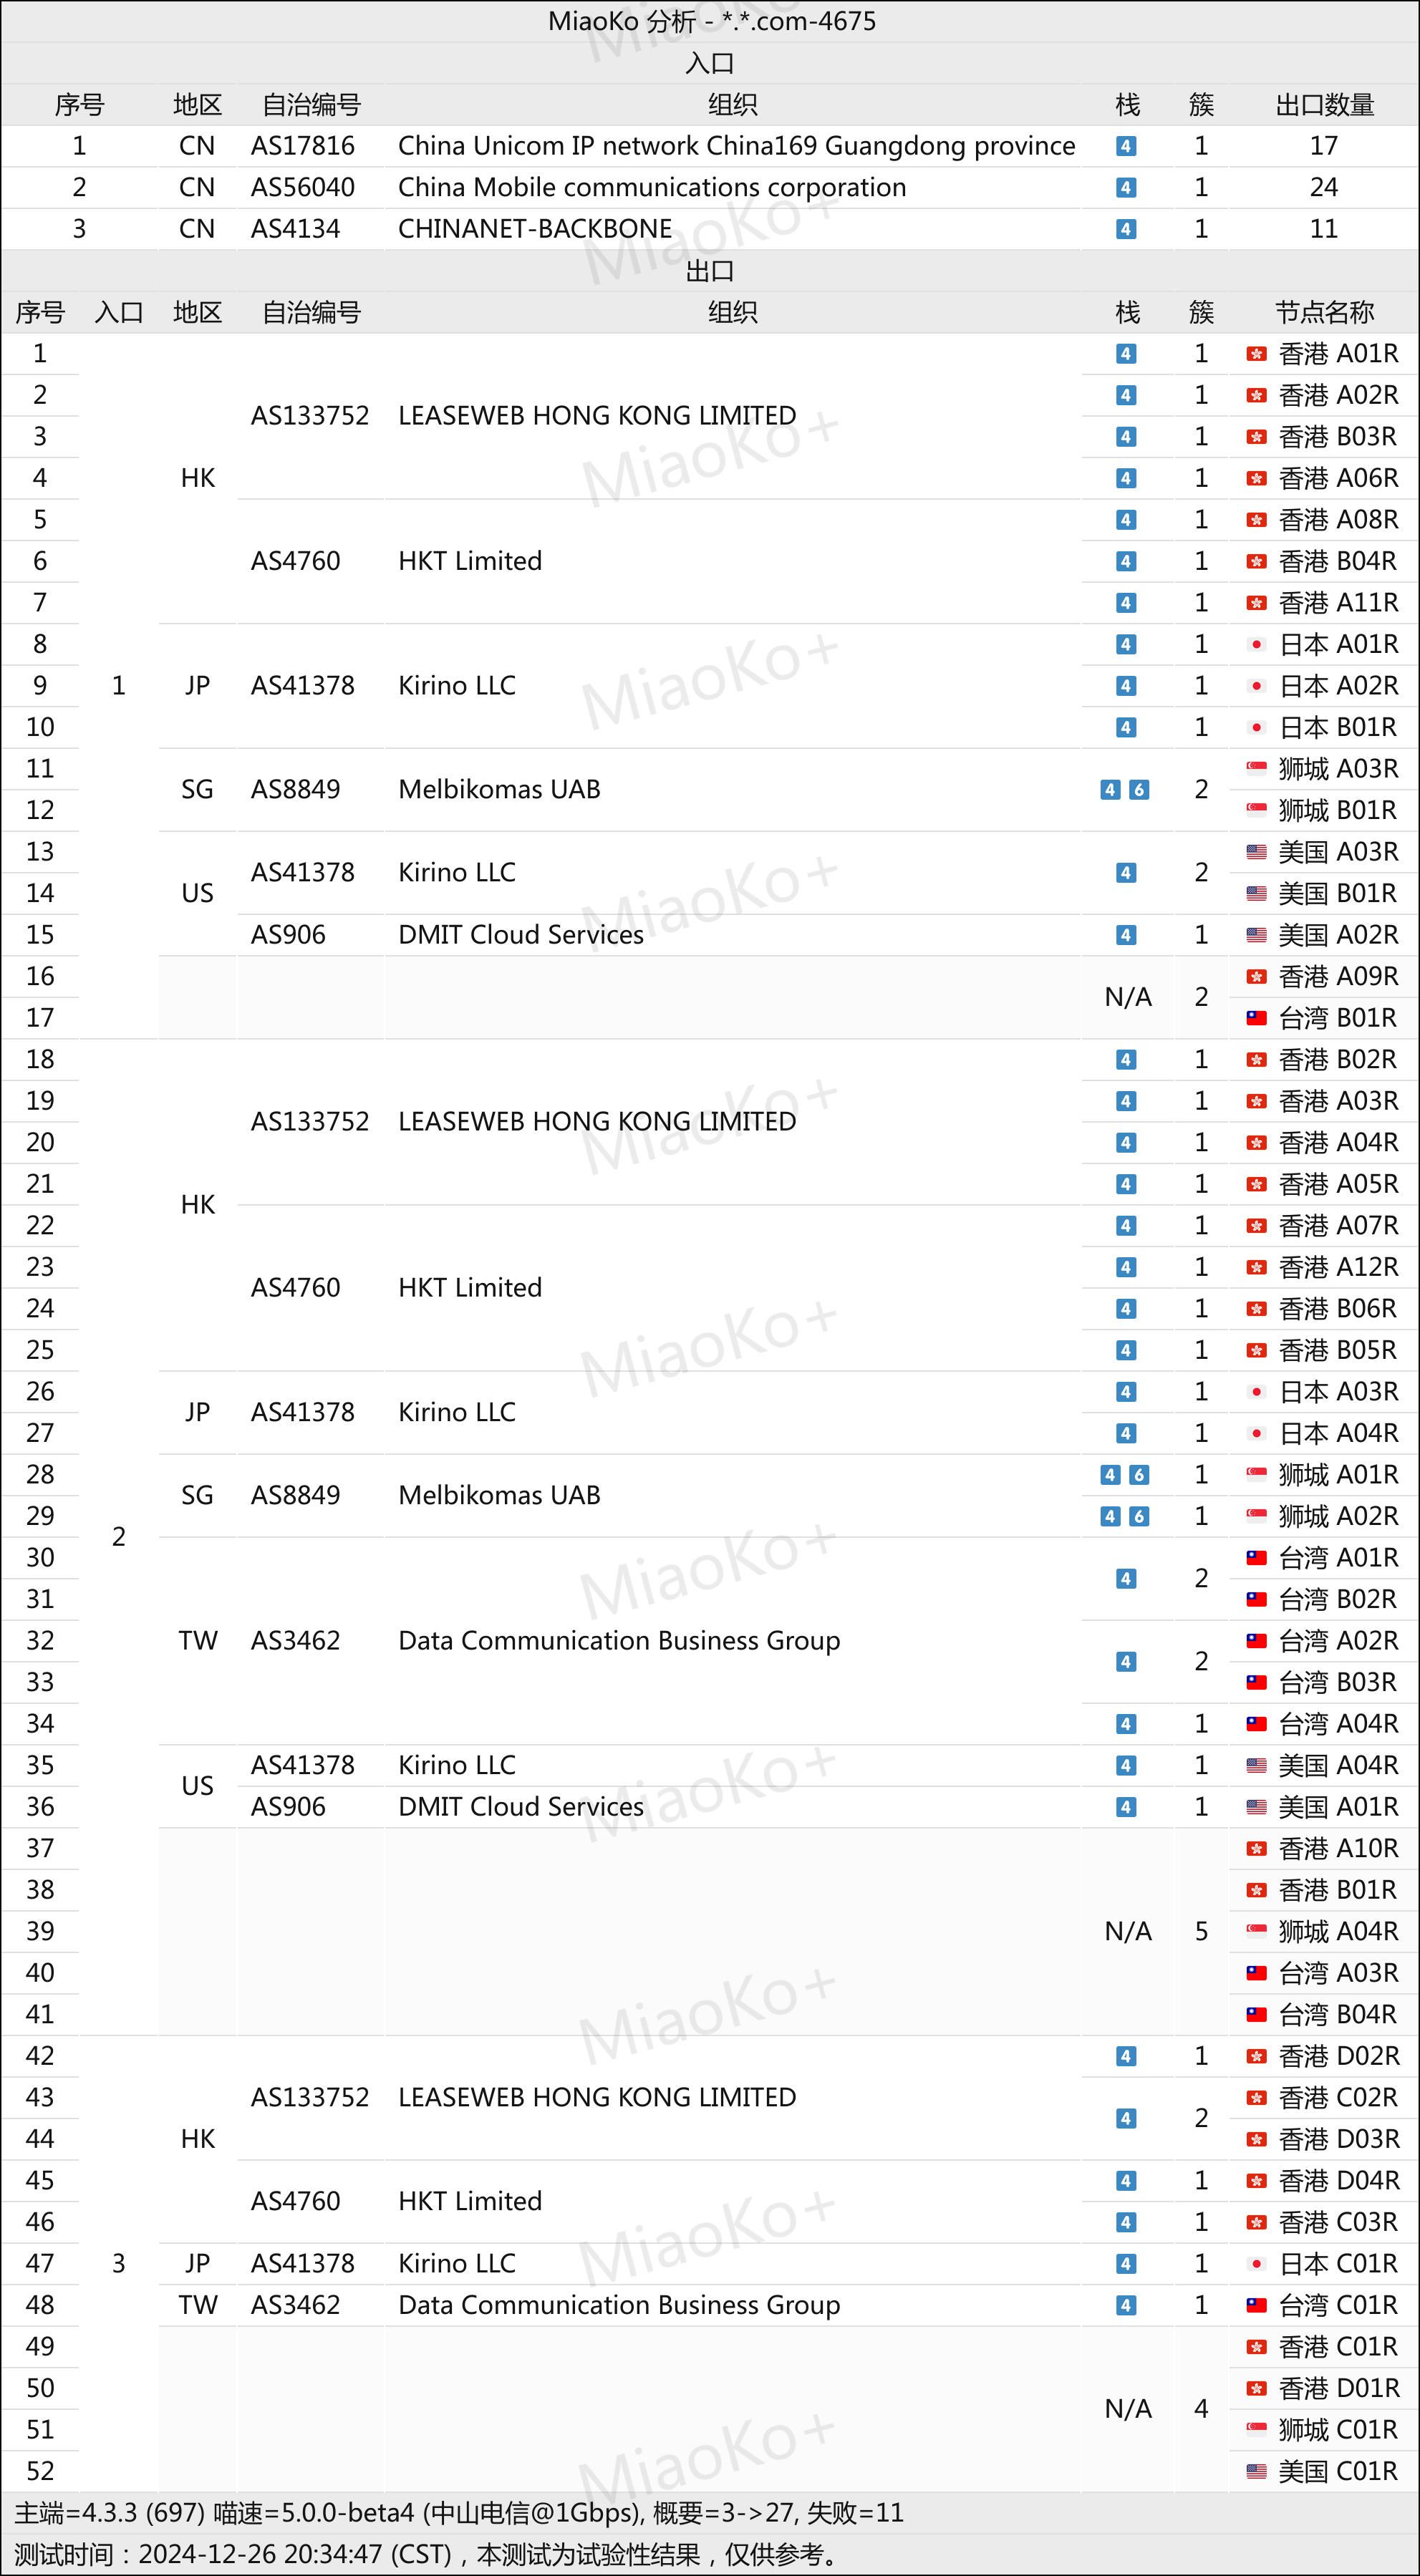 MiaoKo 分析 - *.*.com-4675
入口
序号 地区 自治编号 组织 栈 簇 出口数量
1 CN AS17816 China Unicom IP network China169 Guangdong province 4 1 17
2 CN AS56040 China Mobile communications corporation 4 1 24
3 CN AS4134 CHINANET-BACKBONE 4 1 11
出口
序号 入口 地区 自治编号 组织 栈 簇 节点名称
1 1 HK AS133752 LEASEWEB HONG KONG LIMITED 4 1 香港 A01R
2 4 1 香港 A02R
3 4 1 香港 B03R
4 4 1 香港 A06R
5 AS4760 HKT Limited 4 1 香港 A08R
6 4 1 香港 B04R
7 4 1 香港 A11R
8 JP AS41378 Kirino LLC 4 1 日本 A01R
9 4 1 日本 A02R
10 4 1 日本 B01R
11 SG AS8849 Melbikomas UAB 4 6 2 狮城 A03R
12 狮城 B01R
13 US AS41378 Kirino LLC 4 2 美国 A03R
14 美国 B01R
15 AS906 DMIT Cloud Services 4 1 美国 A02R
16 N/A 2 香港 A09R
17 台湾 B01R
18 2 HK AS133752 LEASEWEB HONG KONG LIMITED 4 1 香港 B02R
19 4 1 香港 A03R
20 4 1 香港 A04R
21 4 1 香港 A05R
22 AS4760 HKT Limited 4 1 香港 A07R
23 4 1 香港 A12R
24 4 1 香港 B06R
25 4 1 香港 B05R
26 JP AS41378 Kirino LLC 4 1 日本 A03R
27 4 1 日本 A04R
28 SG AS8849 Melbikomas UAB 4 6 1 狮城 A01R
29 4 6 1 狮城 A02R
30 TW AS3462 Data Communication Business Group 4 2 台湾 A01R
31 台湾 B02R
32 4 2 台湾 A02R
33 台湾 B03R
34 4 1 台湾 A04R
35 US AS41378 Kirino LLC 4 1 美国 A04R
36 AS906 DMIT Cloud Services 4 1 美国 A01R
37 N/A 5 香港 A10R
38 香港 B01R
39 狮城 A04R
40 台湾 A03R
41 台湾 B04R
42 3 HK AS133752 LEASEWEB HONG KONG LIMITED 4 1 香港 D02R
43 4 2 香港 C02R
44 香港 D03R
45 AS4760 HKT Limited 4 1 香港 D04R
46 4 1 香港 C03R
47 JP AS41378 Kirino LLC 4 1 日本 C01R
48 TW AS3462 Data Communication Business Group 4 1 台湾 C01R
49 N/A 4 香港 C01R
50 香港 D01R
51 狮城 C01R
52 美国 C01R
主端=4.3.3 (697) 喵速=5.0.0-beta4 (中山电信@1Gbps), 概要=3->27, 失败=11
测试时间：2024-12-26 20:34:47 (CST)，本测试为试验性结果，仅供参考。
MiaoKo+
MiaoKo+
MiaoKo+
MiaoKo+
MiaoKo+
MiaoKo+
MiaoKo+
MiaoKo+
MiaoKo+
MiaoKo+
MiaoKo+
MiaoKo+